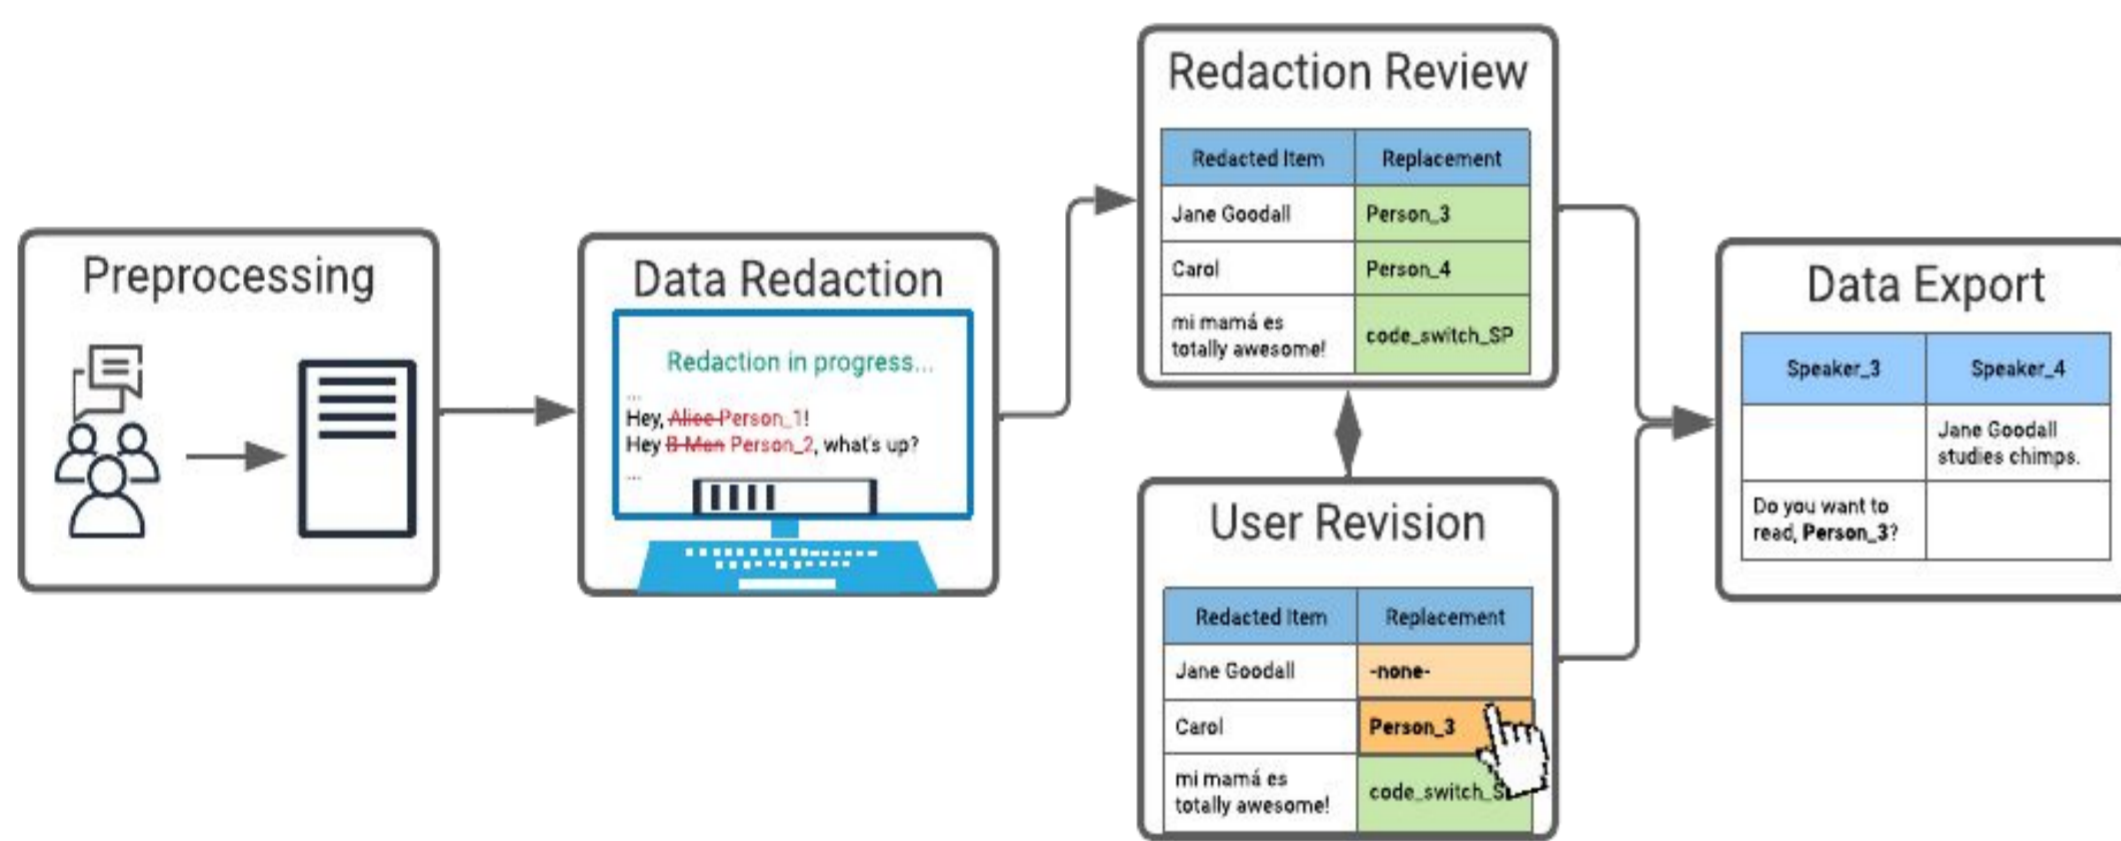 Preprocessing
Data Redaction
Redaction in progress...
...
Hey, Alice Person_1!
Hey B-Man Person_2, what's up?
...
Redaction Review
Redacted Item Replacement
Jane Goodall Person_3
Carol Person_4
mi mamá es
totally awesome! code_switch_SP
User Revision
Redacted Item Replacement
Jane Goodall -none-
Carol Person_3
mi mamá es
totally awesome! code_switch_S
Data Export
Speaker_3 Speaker_4
Jane Goodall
studies chimps.
Do you want to
read, Person_3?